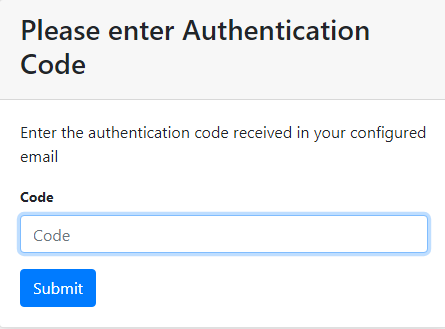 Please enter Authentication
Code
Enter the authentication code received in your configured
email
Code
Code
Submit